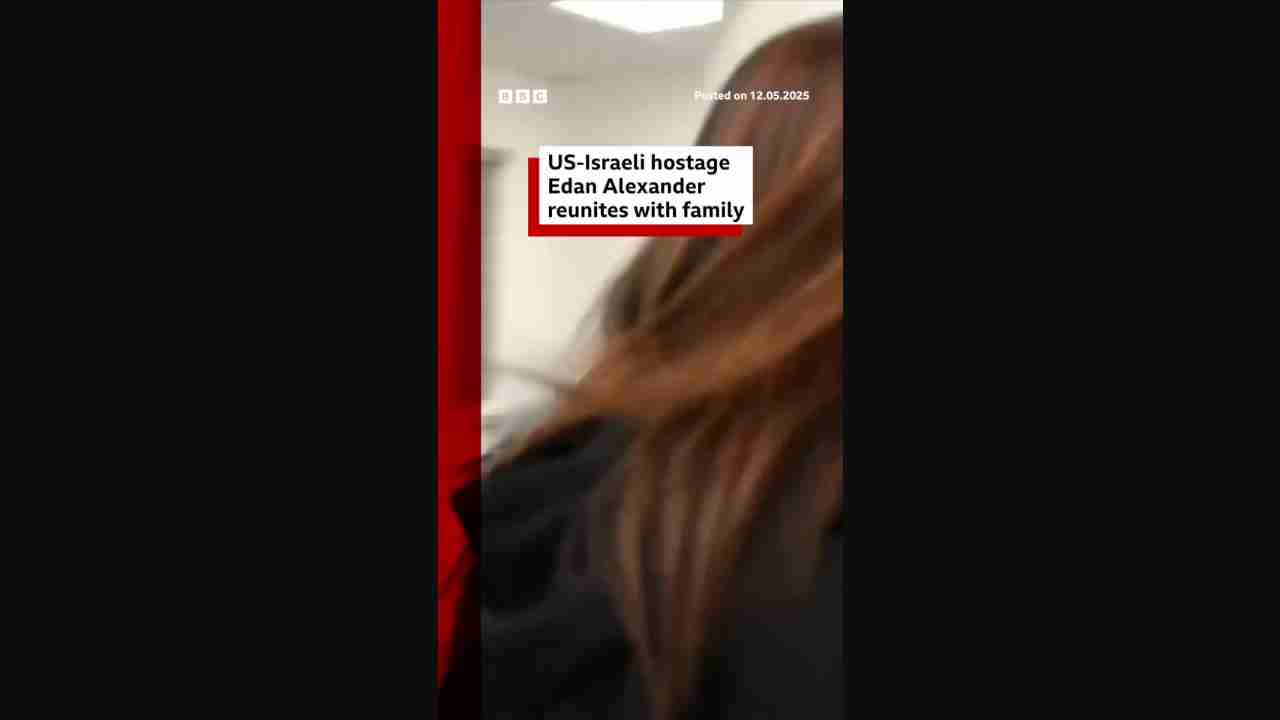 BBC
Posted on 12.05.2025
US-Israeli hostage
Edan Alexander
reunites with family